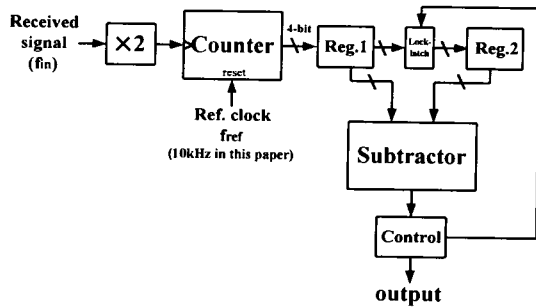 Received
signal
(fin)
×2
Counter
reset
4-bit
Reg.1
Lock-
latch
Reg.2
Ref. clock
fref
(10kHz in this paper)
Subtractor
Control
output